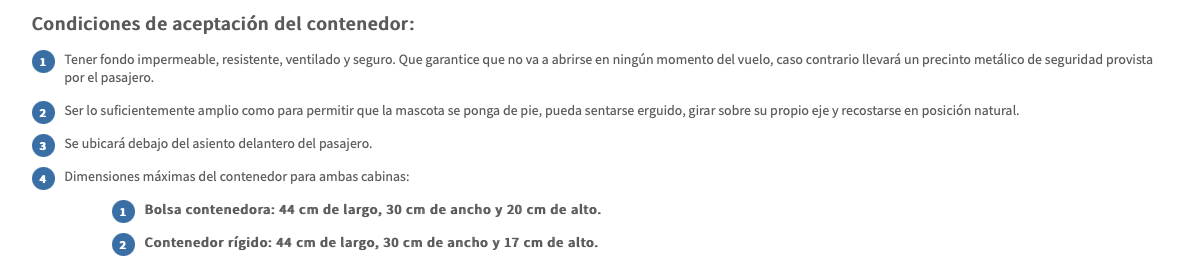 Condiciones de aceptación del contenedor:
1 Tener fondo impermeable, resistente, ventilado y seguro. Que garantice que no va a abrirse en ningún momento del vuelo, caso contrario llevará un precinto metálico de seguridad provista
por el pasajero.
2 Ser lo suficientemente amplio como para permitir que la mascota se ponga de pie, pueda sentarse erguido, girar sobre su propio eje y recostarse en posición natural.
3 Se ubicará debajo del asiento delantero del pasajero.
4 Dimensiones máximas del contenedor para ambas cabinas:
1 Bolsa contenedora: 44 cm de largo, 30 cm de ancho y 20 cm de alto.
2 Contenedor rígido: 44 cm de largo, 30 cm de ancho y 17 cm de alto.